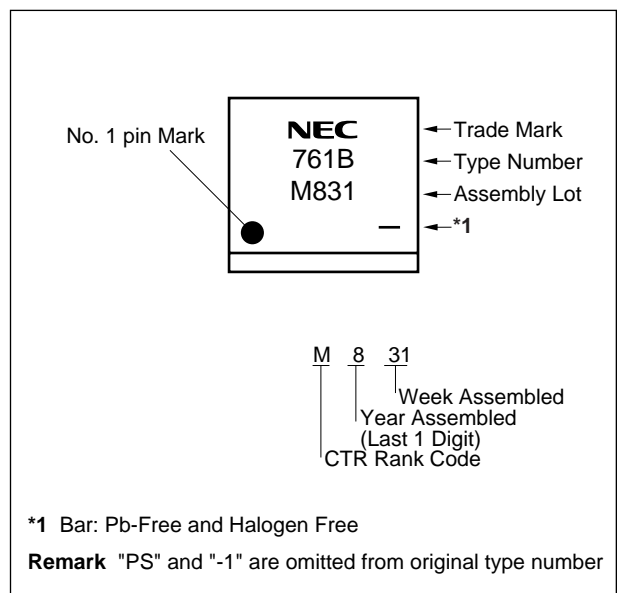 No. 1 pin Mark
NEC
761B
M831
Trade Mark
Type Number
Assembly Lot
*1
M 8 31
Week Assembled
Year Assembled
(Last 1 Digit)
CTR Rank Code
*1 Bar: Pb-Free and Halogen Free
Remark "PS" and "-1" are omitted from original type number